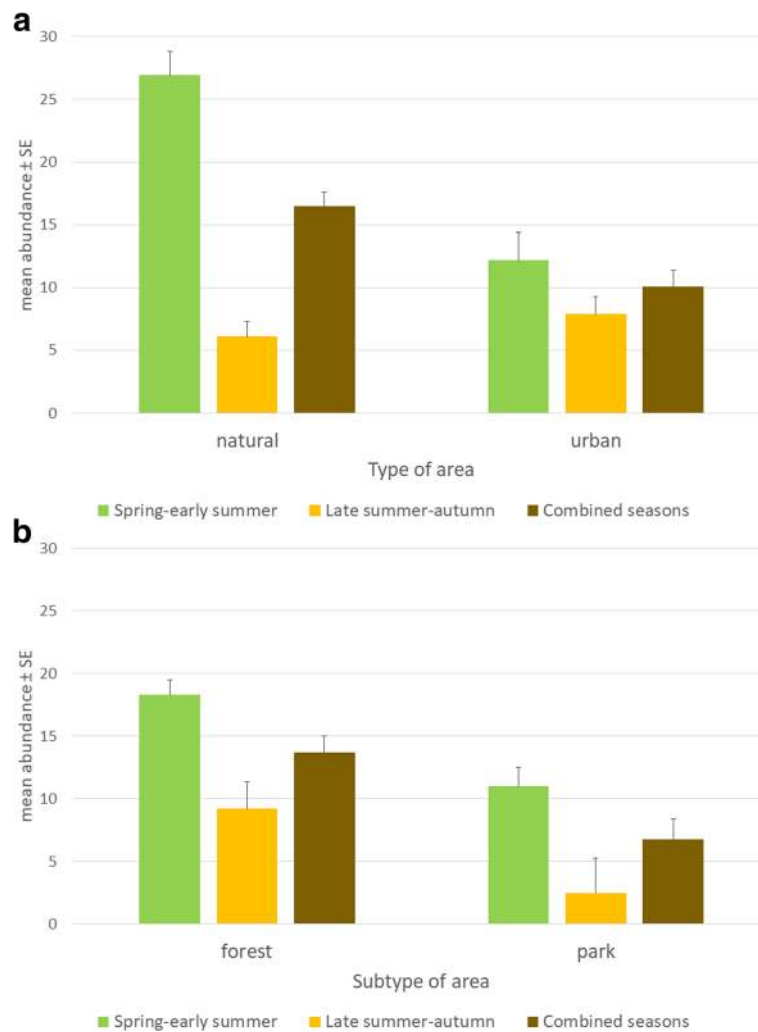 a
30
25
20
15
10
5
0
mean abundance ± SE
natural urban
Type of area
Spring-early summer Late summer-autumn Combined seasons
b
30
25
20
15
10
5
0
mean abundance ± SE
forest park
Subtype of area
Spring-early summer Late summer-autumn Combined seasons